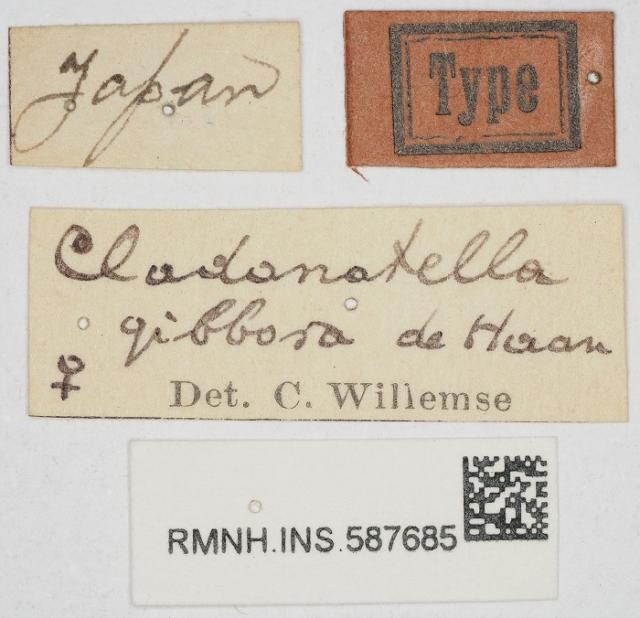 Japan
Type
Cladonotella
gibbosa de Haan
♀
Det. C. Willemse
RMNH.INS.587685